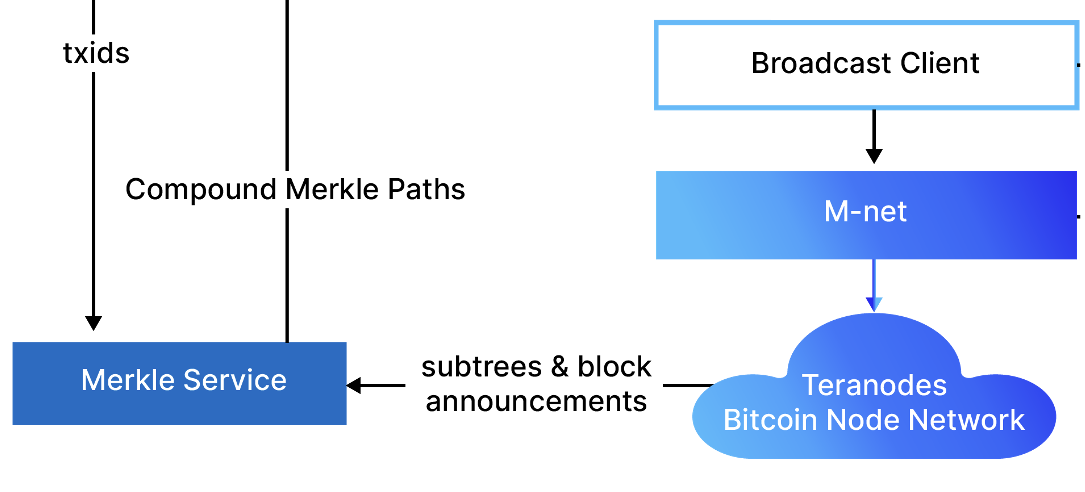 txids
Broadcast Client
Compound Merkle Paths
M-net
Merkle Service
subtrees & block
announcements
Teranodes
Bitcoin Node Network